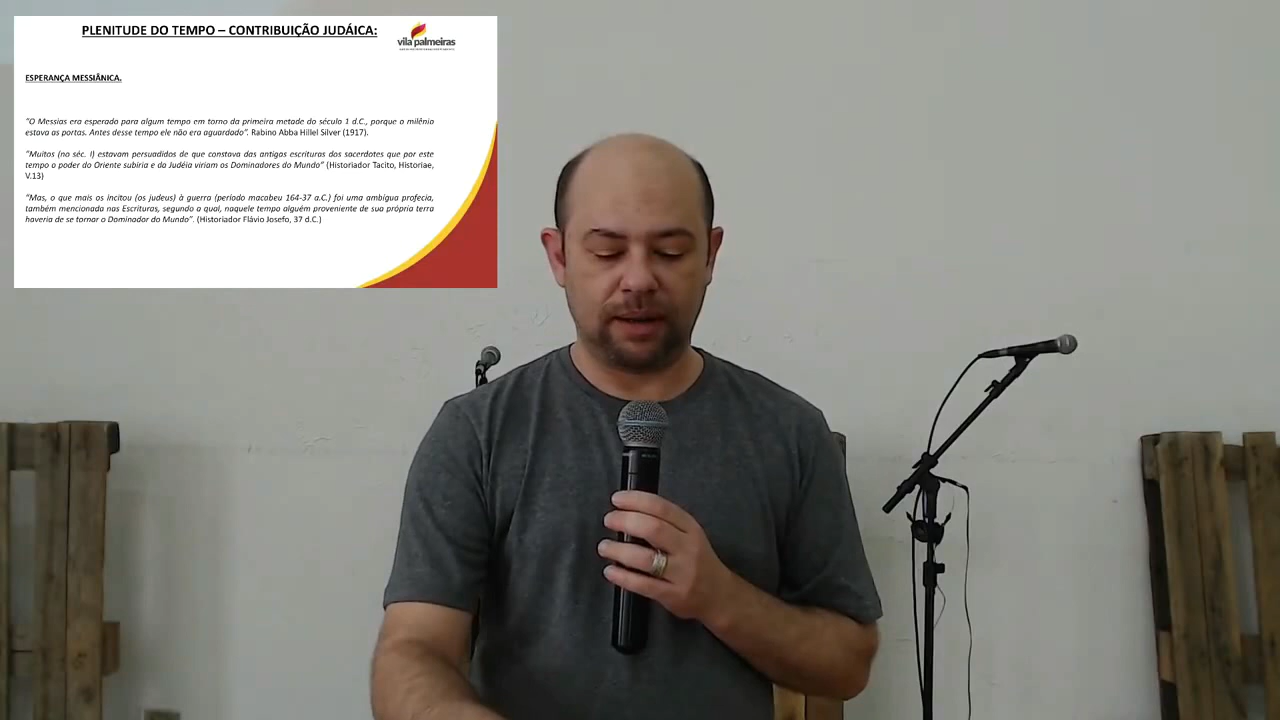 PLENITUDE DO TEMPO – CONTRIBUIÇÃO JUDÁICA:
vila palmeiras
ESPERANÇA MESSIÂNICA.
"O Messias era esperado para algum tempo em torno da primeira metade do século 1 d.C., porque o milênio
estava as portas. Antes desse tempo ele não era aguardado". Rabino Abba Hillel Silver (1917).
"Muitos (no séc. I) estavam persuadidos de que constava das antigas escrituras dos sacerdotes que por este
tempo o poder do Oriente subiria e da Judéia viriam os Dominadores do Mundo" (Historiador Tacito, Historiae,
V.13)
"Mas, o que mais os incitou (os judeus) à guerra (período macabeu 164-37 a.C.) foi uma ambígua profecia,
também mencionada nas Escrituras, segundo a qual, naquele tempo alguém proveniente de sua própria terra
haveria de se tornar o Dominador do Mundo". (Historiador Flávio Josefo, 37 d.C.)